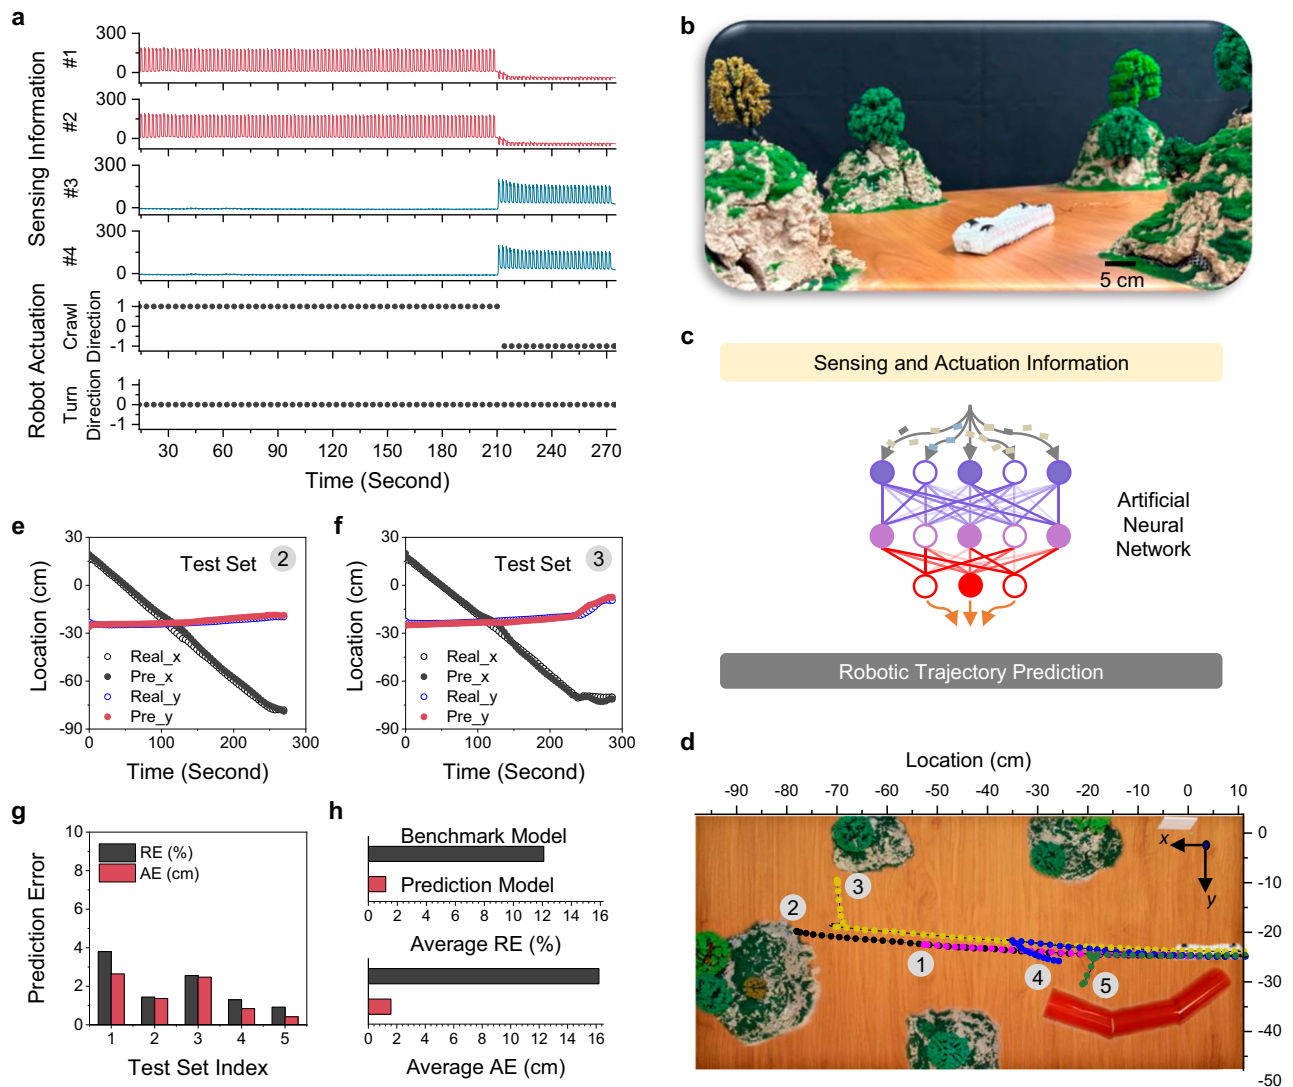 a
Sensing Information
#1
300
0
#2
300
0
#3
300
0
#4
300
0
Robot Actuation
Crawl
Direction
1
0
-1
Turn
Direction
1
0
-1
30 60 90 120 150 180 210 240 270
Time (Second)
b
5 cm
c
Sensing and Actuation Information
Artificial
Neural
Network
Robotic Trajectory Prediction
e
Test Set 2
Location (cm)
30
0
-30
-60
-90
Real_x
Pre_x
Real_y
Pre_y
0 100 200 300
Time (Second)
f
Test Set 3
Location (cm)
30
0
-30
-60
-90
Real_x
Pre_x
Real_y
Pre_y
0 100 200 300
Time (Second)
d
Location (cm)
-90 -80 -70 -60 -50 -40 -30 -20 -10 0 10
0
-10
-20
-30
-40
-50
x
y
3
2
1
4
5
g
Prediction Error
10
8
6
4
2
0
RE (%)
AE (cm)
1 2 3 4 5
Test Set Index
h
Benchmark Model
Prediction Model
0 2 4 6 8 10 12 14 16
Average RE (%)
0 2 4 6 8 10 12 14 16
Average AE (cm)